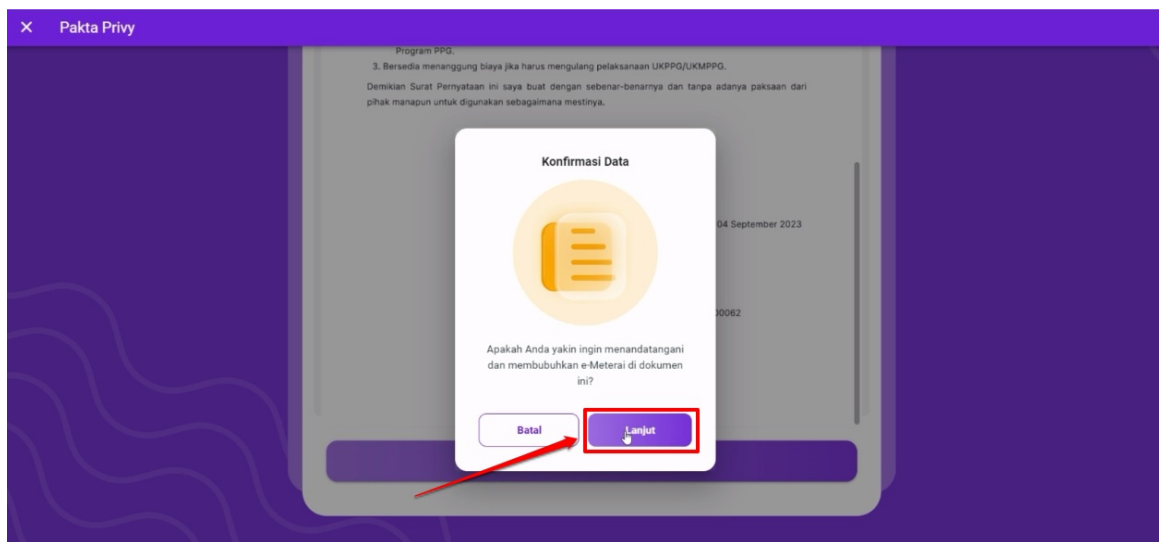 Pakta Privy
Program PPG.
3. Bersedia menanggung biaya jika harus mengulang pelaksanaan UKPPG/UKMPPG.
Demikian Surat Pernyataan ini saya buat dengan sebenar-benarnya dan tanpa adanya paksaan dari
pihak manapun untuk digunakan sebagaimana mestinya.
Konfirmasi Data
04 September 2023
00062
Apakah Anda yakin ingin menandatangani
dan membubuhkan e-Meterai di dokumen
ini?
Batal
Lanjut